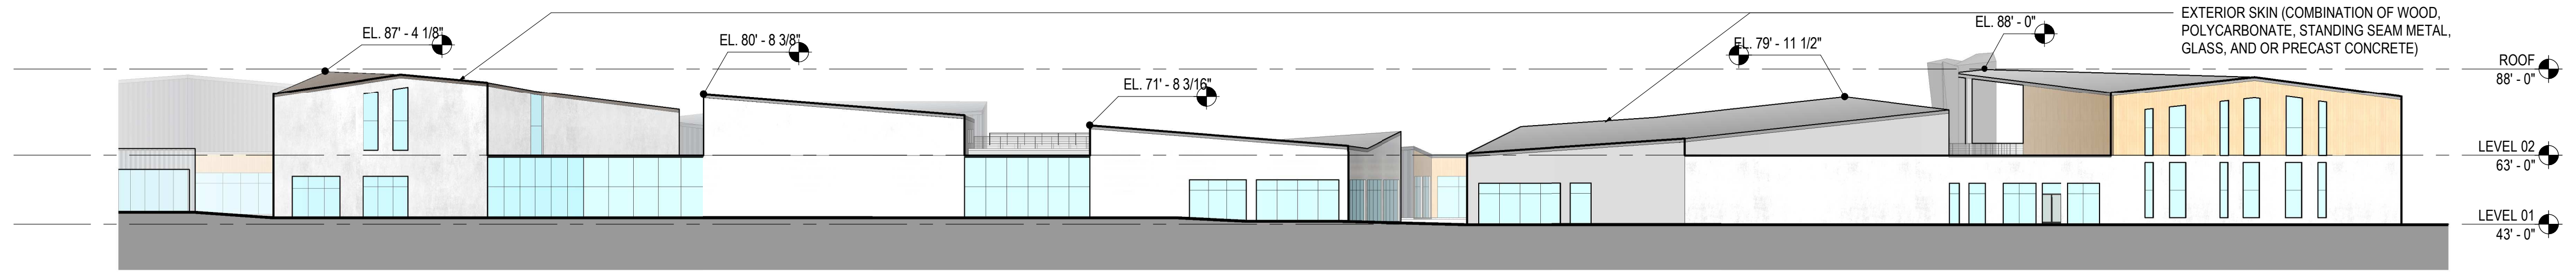 EL. 87' - 4 1/8"
EL. 80' - 8 3/8"
EL. 71' - 8 3/16"
EL. 79' - 11 1/2"
EL. 88' - 0"
EXTERIOR SKIN (COMBINATION OF WOOD,
POLYCARBONATE, STANDING SEAM METAL,
GLASS, AND OR PRECAST CONCRETE)
ROOF
88' - 0"
LEVEL 02
63' - 0"
LEVEL 01
43' - 0"